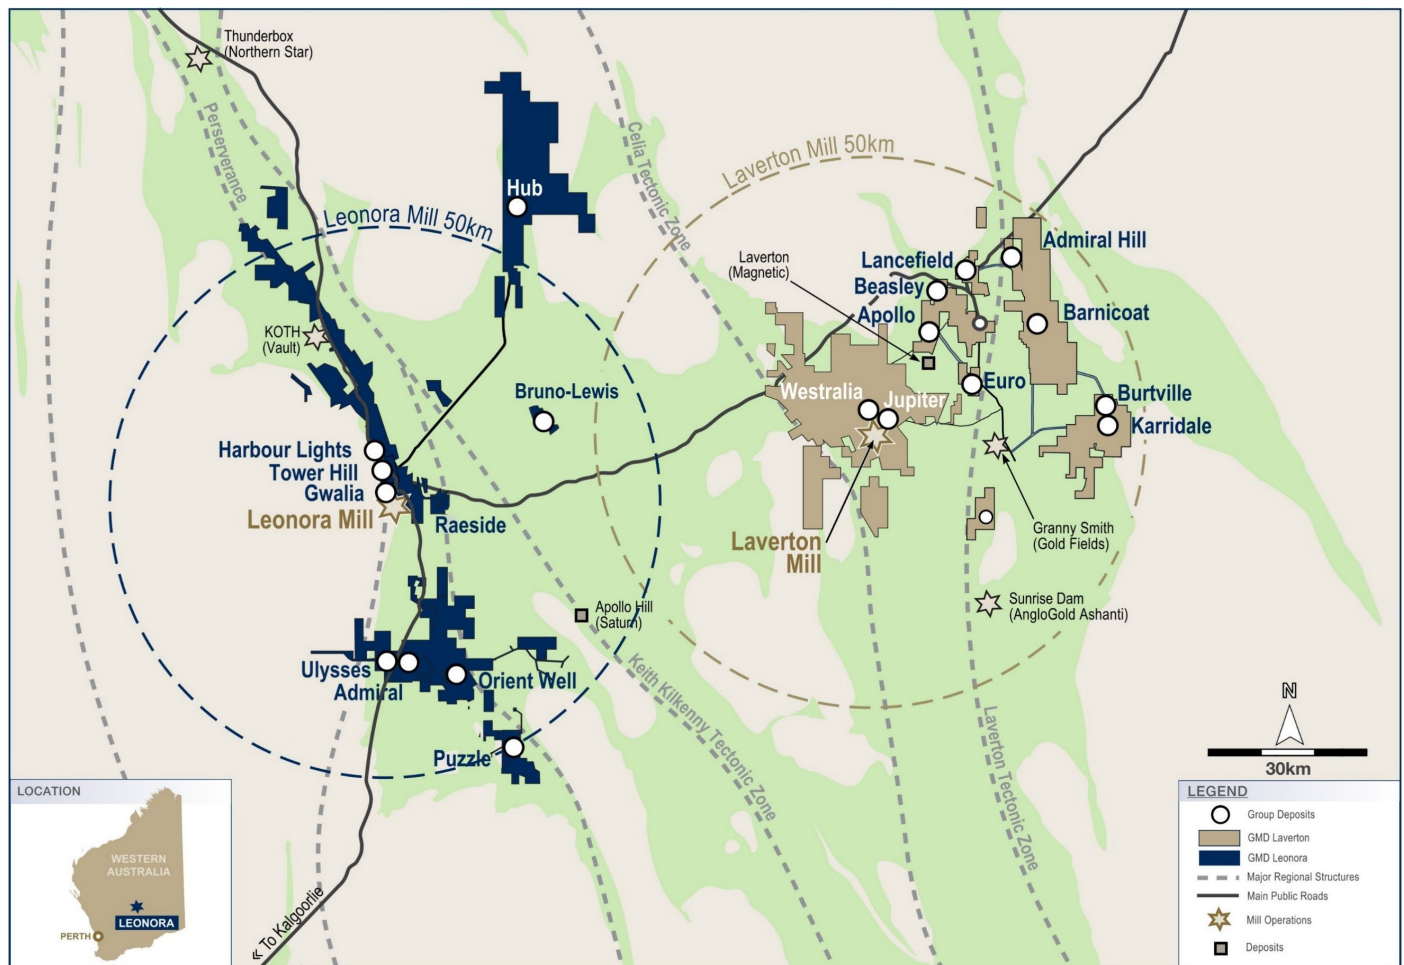 Thunderbox
(Northern Star)
Perserverance
Celia Tectonic Zone
Laverton Mill 50km
Hub
Leonora Mill 50km
Admiral Hill
Lancefield
Laverton
(Magnetic)
Beasley
Apollo
Barnicoat
KOTH
(Vault)
Euro
Bruno-Lewis
Westralia
Jupiter
Burtville
Karridale
Harbour Lights
Tower Hill
Gwalia
Leonora Mill
Raeside
Laverton
Mill
Granny Smith
(Gold Fields)
Apollo Hill
(Saturn)
Sunrise Dam
(AngloGold Ashanti)
Ulysses
Admiral
Orient Well
Keith Kilkenny Tectonic Zone
Laverton Tectonic Zone
Puzzle
N
30km
To Kalgoorlie
LOCATION
WESTERN
AUSTRALIA
LEONORA
PERTH
LEGEND
Group Deposits
GMD Laverton
GMD Leonora
Major Regional Structures
Main Public Roads
Mill Operations
Deposits